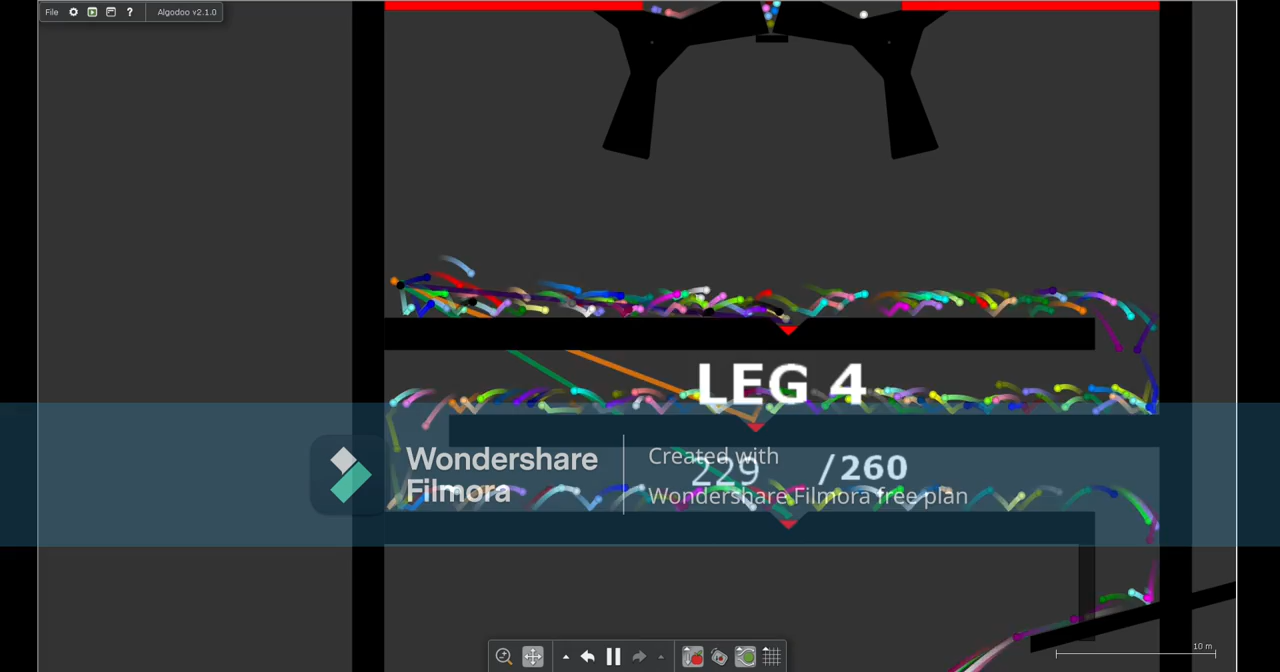 File ? Algodoo v2.1.0
LEG 4
229 /260
Wondershare
Filmora
Created with
Wondershare Filmora free plan
10 m